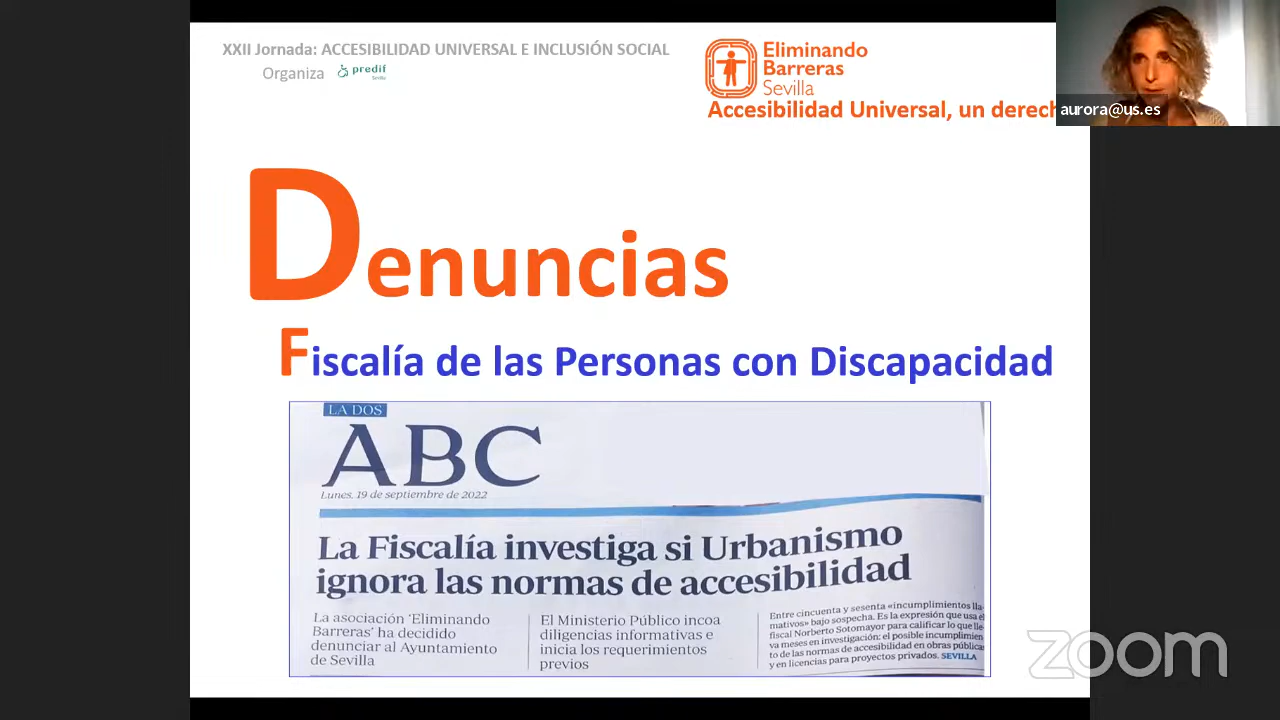 XXII Jornada: ACCESIBILIDAD UNIVERSAL E INCLUSIÓN SOCIAL
Organiza predif
Sevilla
Eliminando
Barreras
Sevilla
Accesibilidad Universal, un derech
aurora@us.es
Denuncias
Fiscalía de las Personas con Discapacidad
LA DOS
ABC
Lunes, 19 de septiembre de 2022
La Fiscalía investiga si Urbanismo
ignora las normas de accesibilidad
La asociación 'Eliminando
Barreras' ha decidido
denunciar al Ayuntamiento
de Sevilla
El Ministerio Público incoa
diligencias informativas e
inicia los requerimientos
previos
Entre cincuenta y sesenta «incumplimientos lla-
mativos» bajo sospecha. Es la expresión que usa el
fiscal Norberto Sotomayor para calificar lo que lle-
va meses en investigación: el posible incumplimien-
to de las normas de accesibilidad en obras públicas
y en licencias para proyectos privados. SEVILLA
zoom